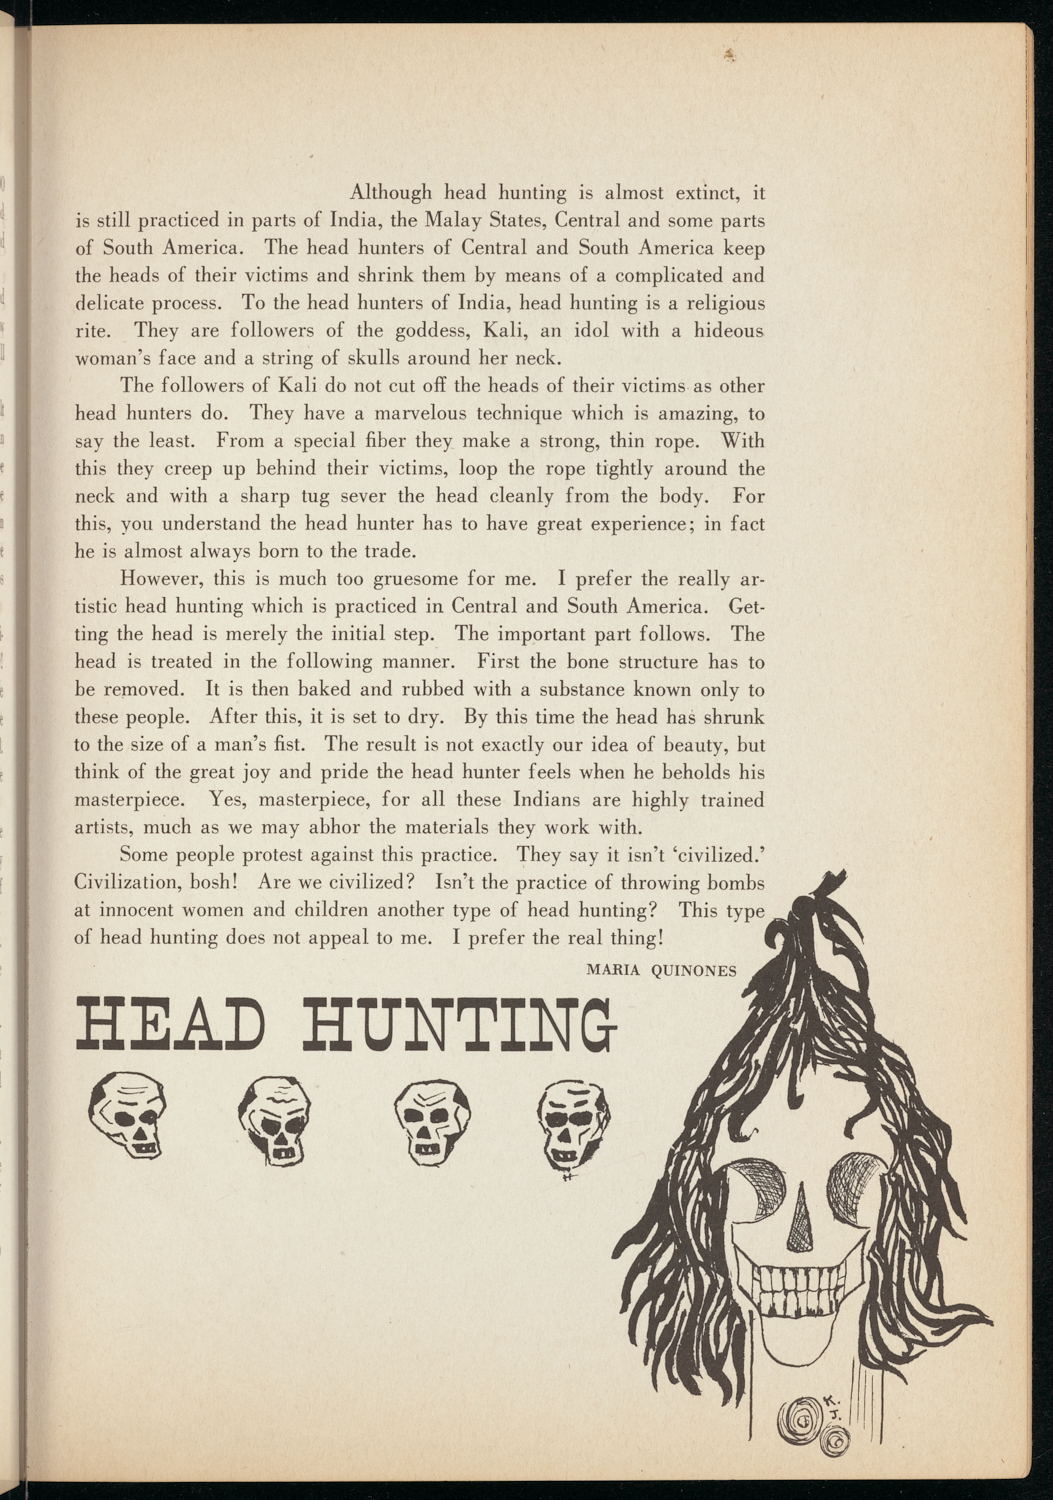 Although head hunting is almost extinct, it
is still practiced in parts of India, the Malay States, Central and some parts
of South America. The head hunters of Central and South America keep
the heads of their victims and shrink them by means of a complicated and
delicate process. To the head hunters of India, head hunting is a religious
rite. They are followers of the goddess, Kali, an idol with a hideous
woman's face and a string of skulls around her neck.
The followers of Kali do not cut off the heads of their victims as other
head hunters do. They have a marvelous technique which is amazing, to
say the least. From a special fiber they make a strong, thin rope. With
this they creep up behind their victims, loop the rope tightly around the
neck and with a sharp tug sever the head cleanly from the body. For
this, you understand the head hunter has to have great experience; in fact
he is almost always born to the trade.
However, this is much too gruesome for me. I prefer the really ar-
tistic head hunting which is practiced in Central and South America. Get-
ting the head is merely the initial step. The important part follows. The
head is treated in the following manner. First the bone structure has to
be removed. It is then baked and rubbed with a substance known only to
these people. After this, it is set to dry. By this time the head has shrunk
to the size of a man's fist. The result is not exactly our idea of beauty, but
think of the great joy and pride the head hunter feels when he beholds his
masterpiece. Yes, masterpiece, for all these Indians are highly trained
artists, much as we may abhor the materials they work with.
Some people protest against this practice. They say it isn't 'civilized.'
Civilization, bosh! Are we civilized? Isn't the practice of throwing bombs
at innocent women and children another type of head hunting? This type
of head hunting does not appeal to me. I prefer the real thing!
MARIA QUINONES
HEAD HUNTING
K.
J.